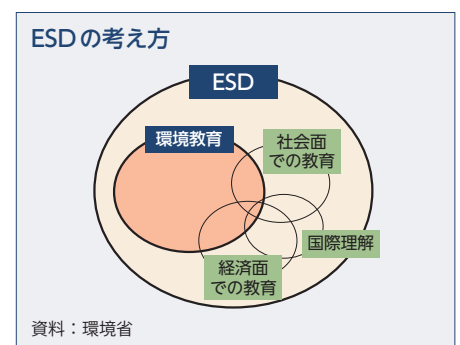 ESDの考え方
ESD
環境教育
社会面
での教育
国際理解
経済面
での教育
資料：環境省